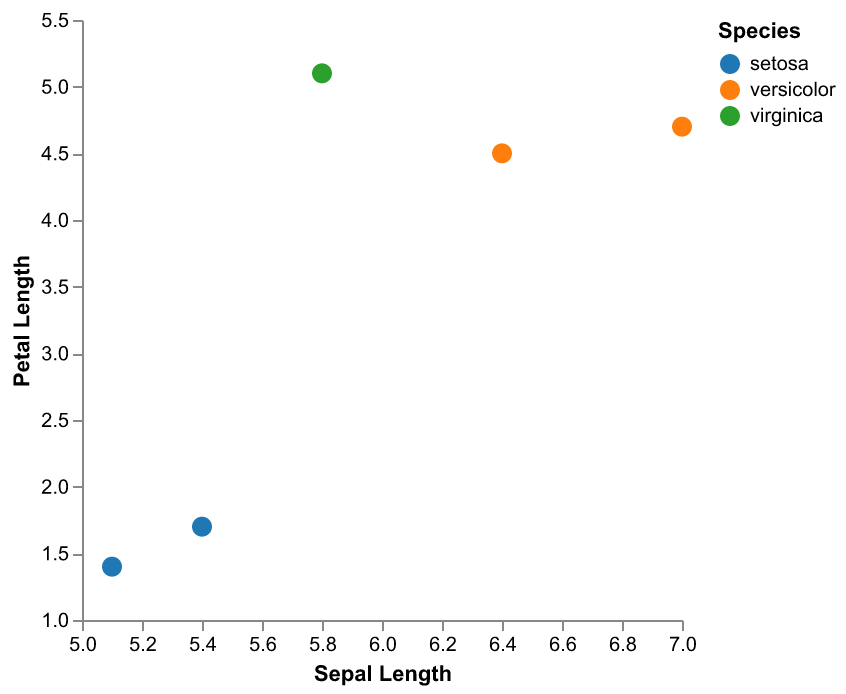 5.5
5.0
4.5
4.0
3.5
3.0
2.5
2.0
1.5
1.0
Petal Length
5.0 5.2 5.4 5.6 5.8 6.0 6.2 6.4 6.6 6.8 7.0
Sepal Length
Species
setosa
versicolor
virginica